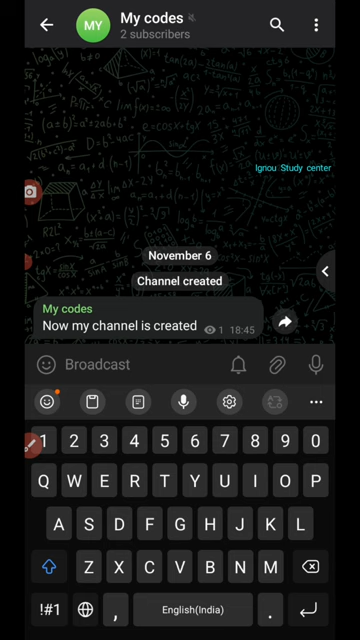 MY
My codes
2 subscribers
Ignou Study center
November 6
Channel created
My codes
Now my channel is created
1 18:45
Broadcast
1 2 3 4 5 6 7 8 9 0
Q W E R T Y U I O P
A S D F G H J K L
Z X C V B N M
!#1 , English(India) .